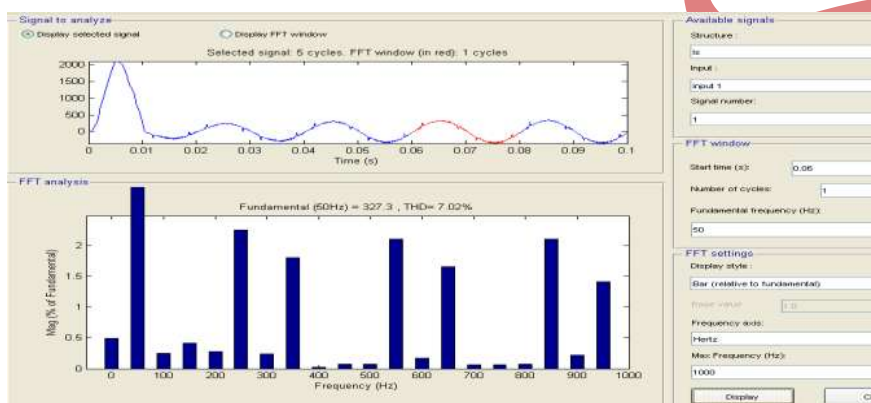 Signal to analyze
Display selected signal
Display FFT window
Selected signal: 5 cycles. FFT window (in red): 1 cycles
2000
1500
1000
500
0
0 0.01 0.02 0.03 0.04 0.05 0.06 0.07 0.08 0.09 0.1
Time (s)
FFT analysis
Fundamental (50Hz) = 327.3 , THD= 7.02%
Mag (% of Fundamental)
2
1.5
1
0.5
0
0 100 200 300 400 500 600 700 800 900 1000
Frequency (Hz)
Available signals
Structure :
Input :
input 1
Signal number:
1
FFT window
Start time (s): 0.06
Number of cycles: 1
Fundamental frequency (Hz):
50
FFT settings
Display style :
Bar (relative to fundamental)
Base value: 1.0
Frequency axis:
Hertz
Max Frequency (Hz):
1000
Display